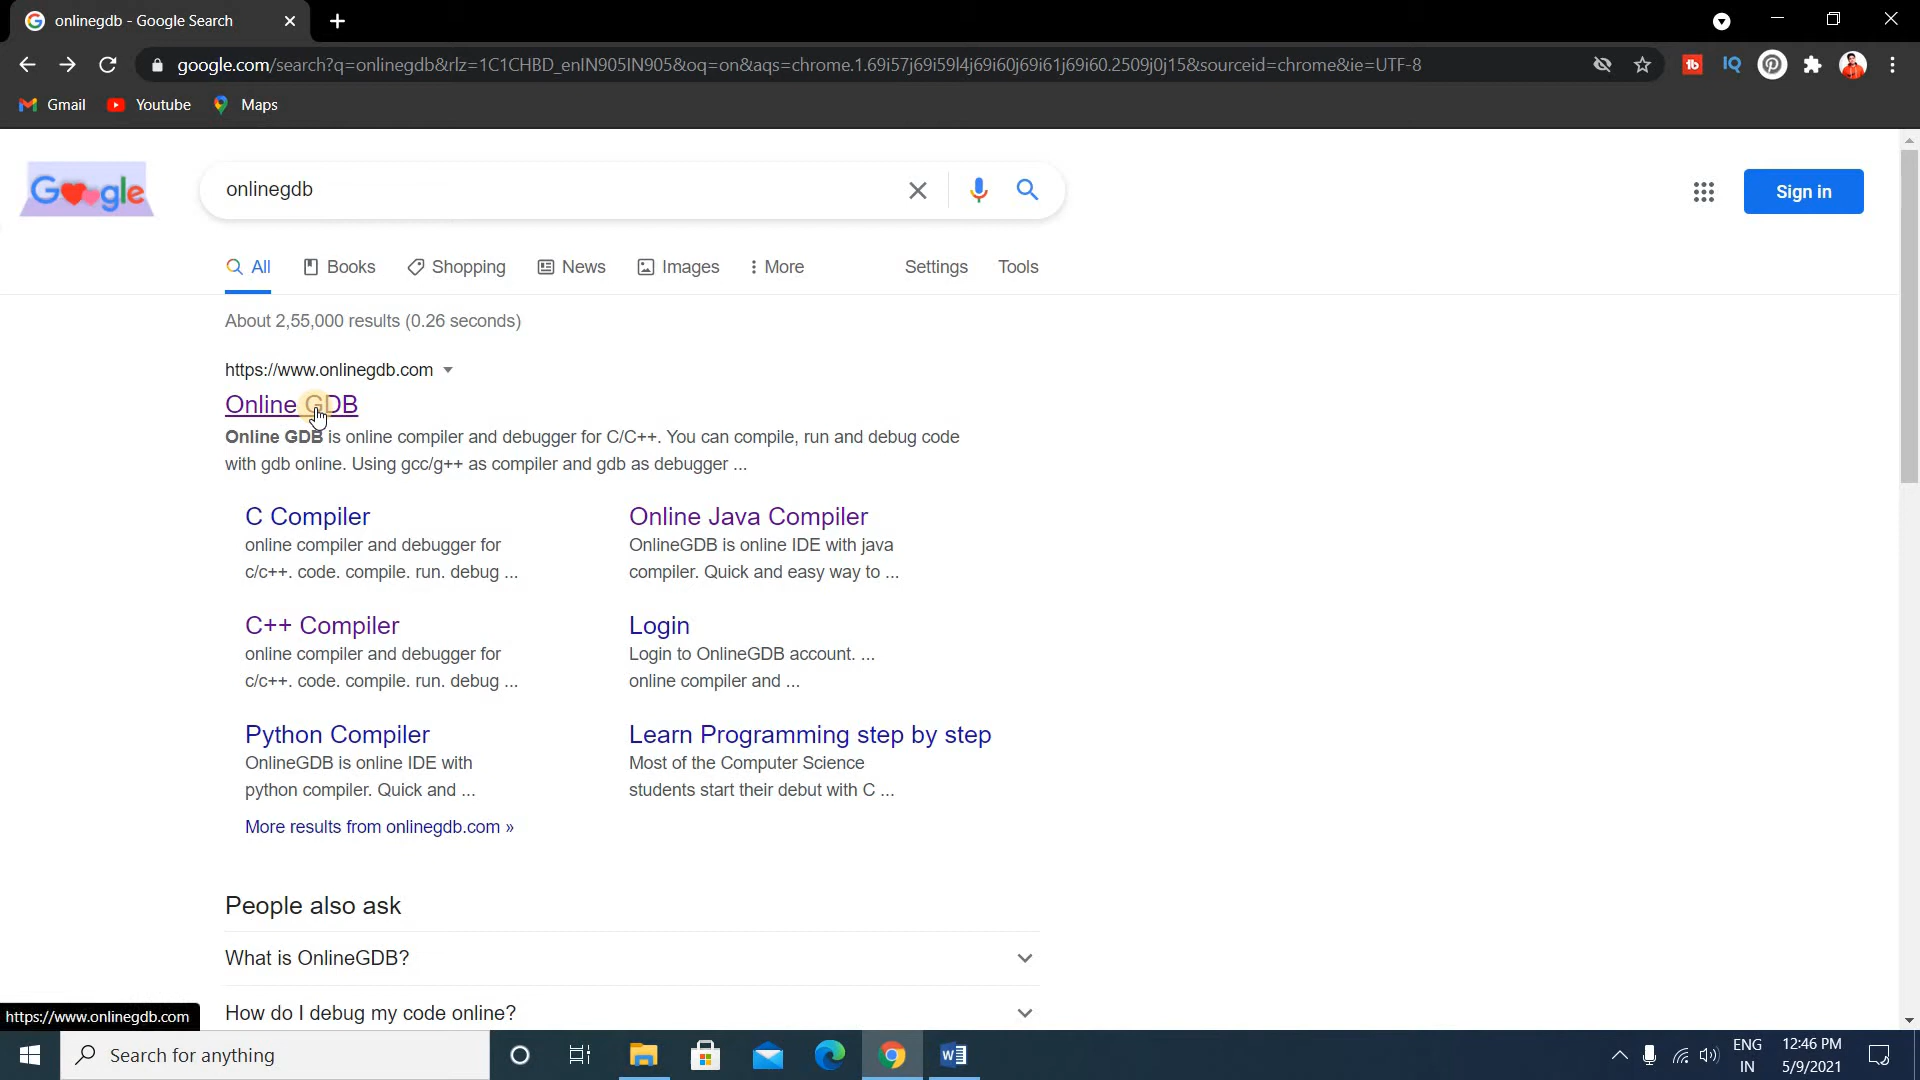 onlinegdb - Google Search
google.com/search?q=onlinegdb&rlz=1C1CHBD_enIN905IN905&oq=on&aqs=chrome.1.69i57j69i59l4j69i60j69i61j69i60.2509j0j15&sourceid=chrome&ie=UTF-8
Gmail Youtube Maps
Google
onlinegdb
Sign in
All Books Shopping News Images More Settings Tools
About 2,55,000 results (0.26 seconds)
https://www.onlinegdb.com
Online GDB
Online GDB is online compiler and debugger for C/C++. You can compile, run and debug code
with gdb online. Using gcc/g++ as compiler and gdb as debugger ...
C Compiler
online compiler and debugger for
c/c++. code. compile. run. debug ...
Online Java Compiler
OnlineGDB is online IDE with java
compiler. Quick and easy way to ...
C++ Compiler
online compiler and debugger for
c/c++. code. compile. run. debug ...
Login
Login to OnlineGDB account. ...
online compiler and ...
Python Compiler
OnlineGDB is online IDE with
python compiler. Quick and ...
Learn Programming step by step
Most of the Computer Science
students start their debut with C ...
More results from onlinegdb.com »
People also ask
What is OnlineGDB?
How do I debug my code online?
https://www.onlinegdb.com
Search for anything
ENG
IN
12:46 PM
5/9/2021